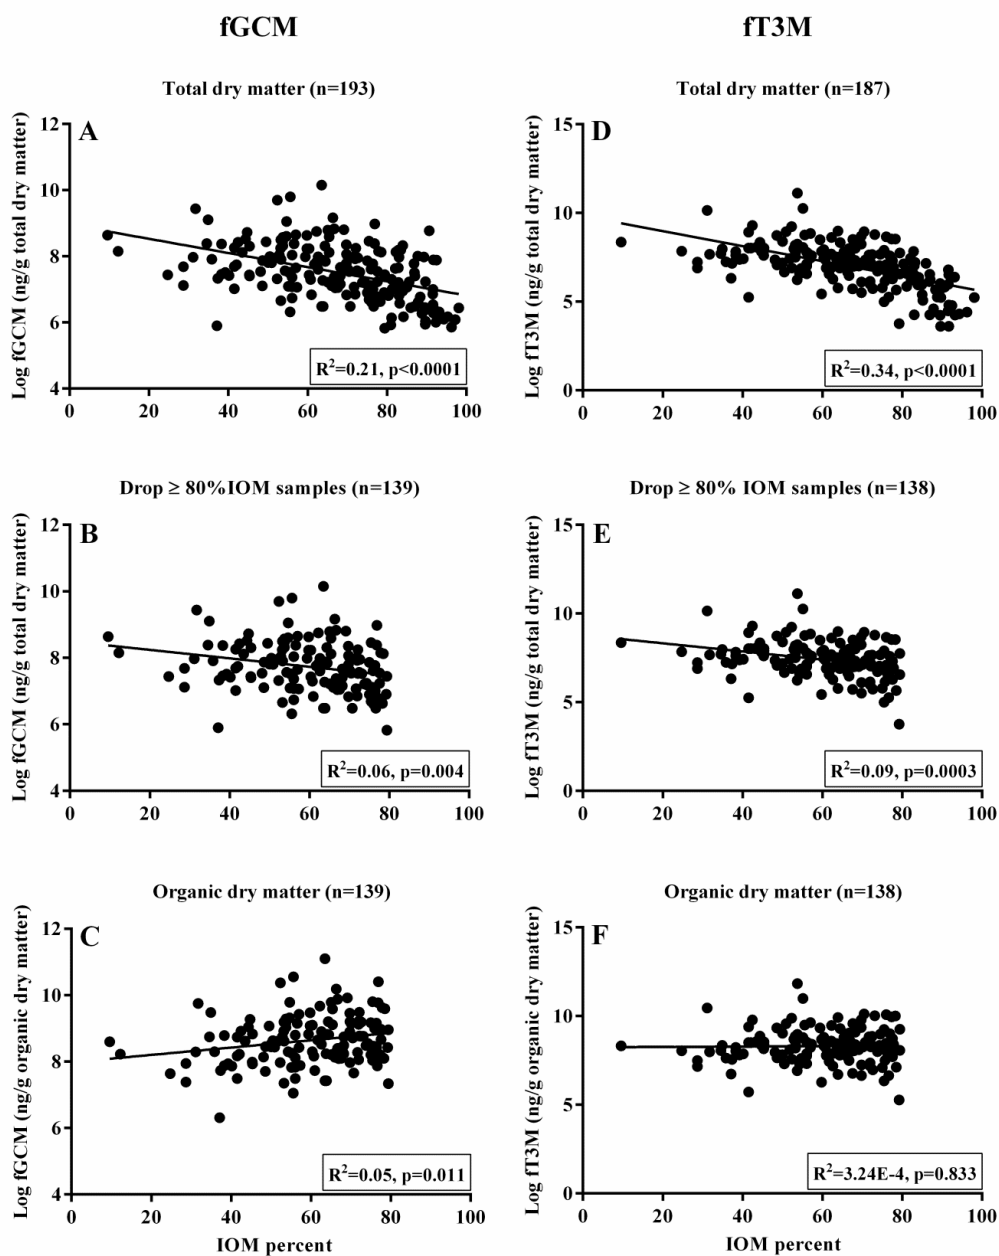 fGCM
fT3M
Total dry matter (n=193)
Total dry matter (n=187)
A
12
10
8
6
4
0 20 40 60 80 100
Log fGCM (ng/g total dry matter)
R²=0.21, p<0.0001
D
15
10
5
0
0 20 40 60 80 100
Log fT3M (ng/g total dry matter)
R²=0.34, p<0.0001
Drop ≥ 80%IOM samples (n=139)
Drop ≥ 80% IOM samples (n=138)
B
12
10
8
6
4
0 20 40 60 80 100
Log fGCM (ng/g total dry matter)
R²=0.06, p=0.004
E
15
10
5
0
0 20 40 60 80 100
Log fT3M (ng/g total dry matter)
R²=0.09, p=0.0003
Organic dry matter (n=139)
Organic dry matter (n=138)
C
12
10
8
6
4
0 20 40 60 80 100
Log fGCM (ng/g organic dry matter)
R²=0.05, p=0.011
IOM percent
F
15
10
5
0
0 20 40 60 80 100
Log fT3M (ng/g organic dry matter)
R²=3.24E-4, p=0.833
IOM percent